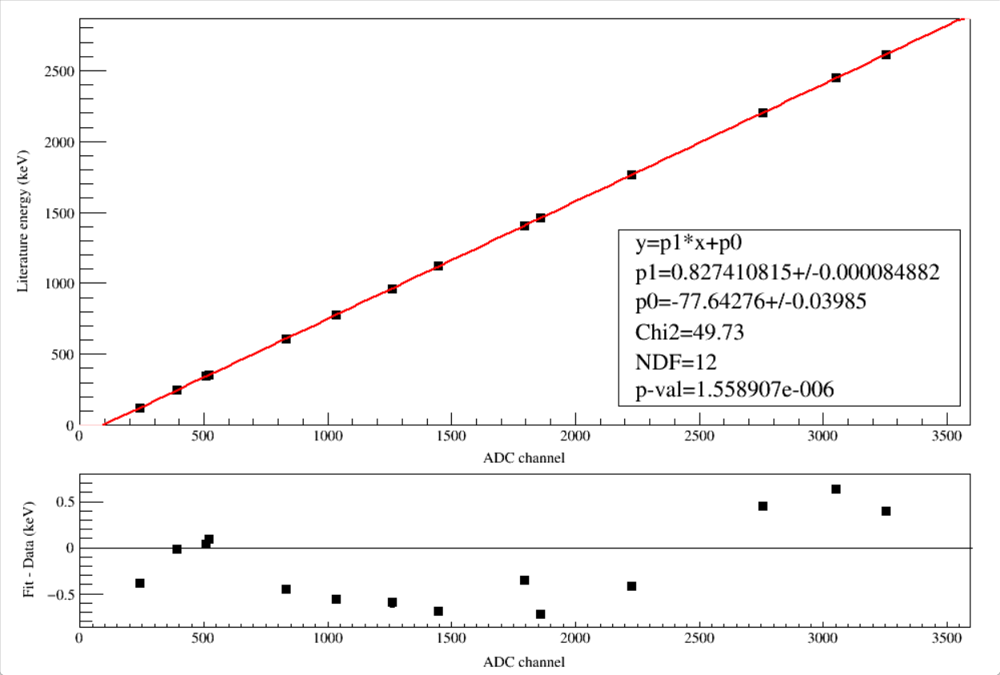 2500
2000
1500
1000
500
0
Literature energy (keV)
y=p1*x+p0
p1=0.827410815+/-0.000084882
p0=-77.64276+/-0.03985
Chi2=49.73
NDF=12
p-val=1.558907e-006
0 500 1000 1500 2000 2500 3000 3500
ADC channel
0.5
0
−0.5
Fit - Data (keV)
0 500 1000 1500 2000 2500 3000 3500
ADC channel